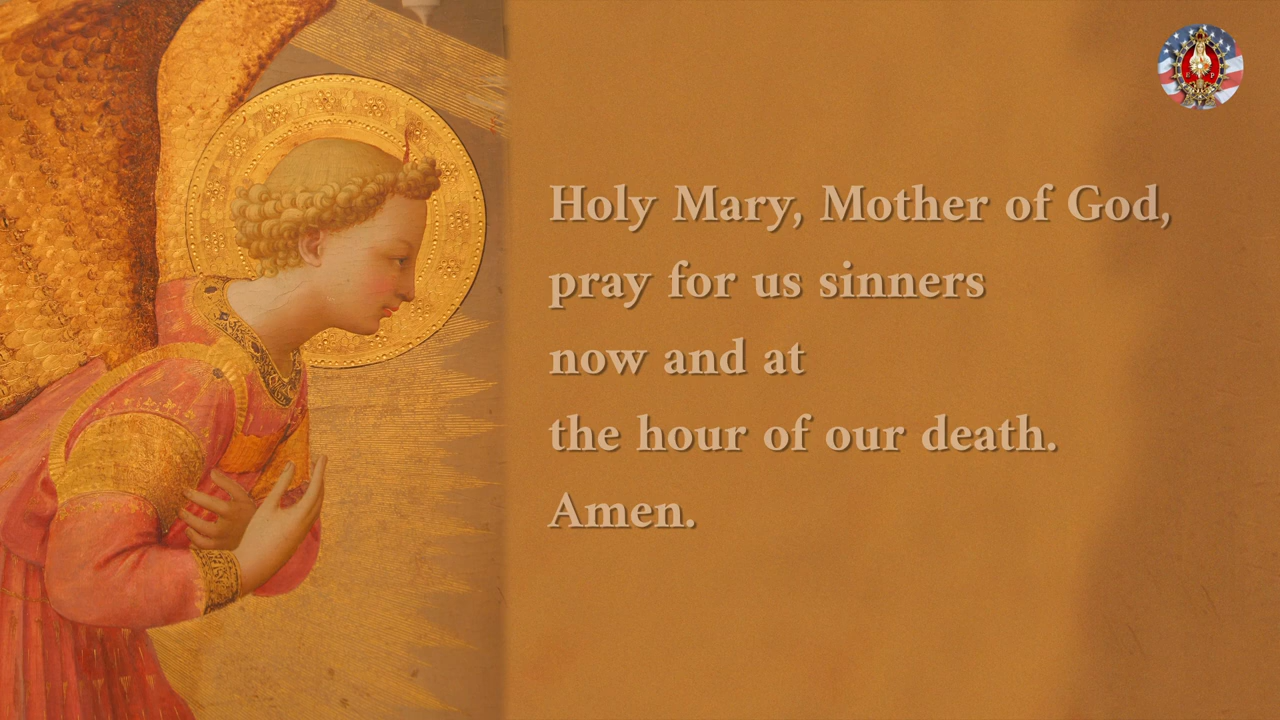 Holy Mary, Mother of God,
pray for us sinners
now and at
the hour of our death.
Amen.